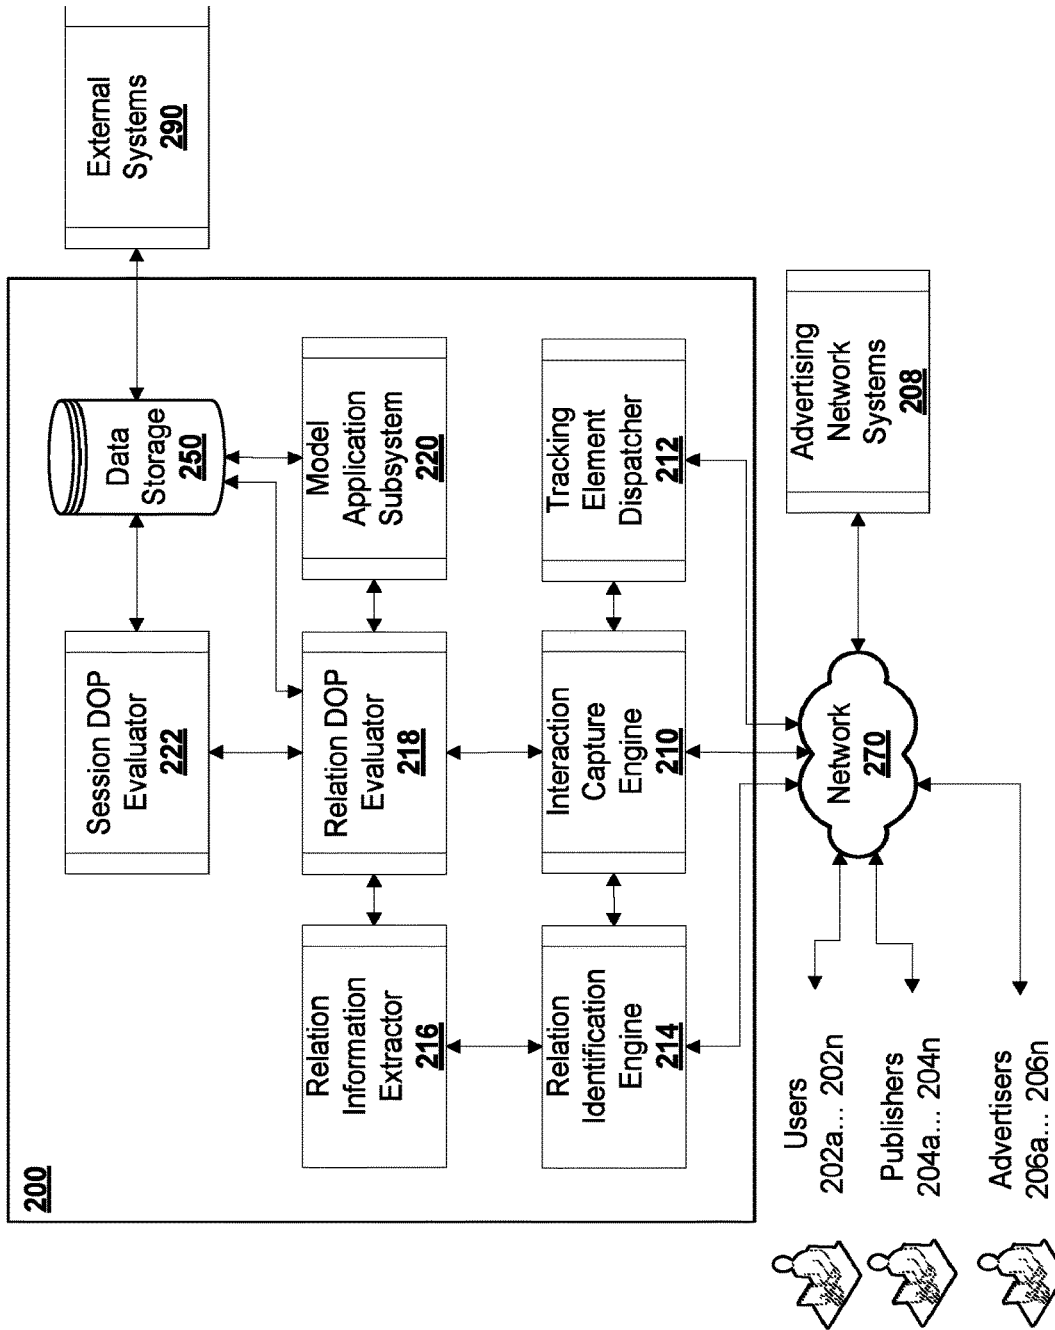 200
Session DOP
Evaluator
222
Data
Storage
250
External
Systems
290
Relation
Information
Extractor
216
Relation DOP
Evaluator
218
Model
Application
Subsystem
220
Relation
Identification
Engine
214
Interaction
Capture
Engine
210
Tracking
Element
Dispatcher
212
Users
202a... 202n
Publishers
204a... 204n
Advertisers
206a... 206n
Network
270
Advertising
Network
Systems
208